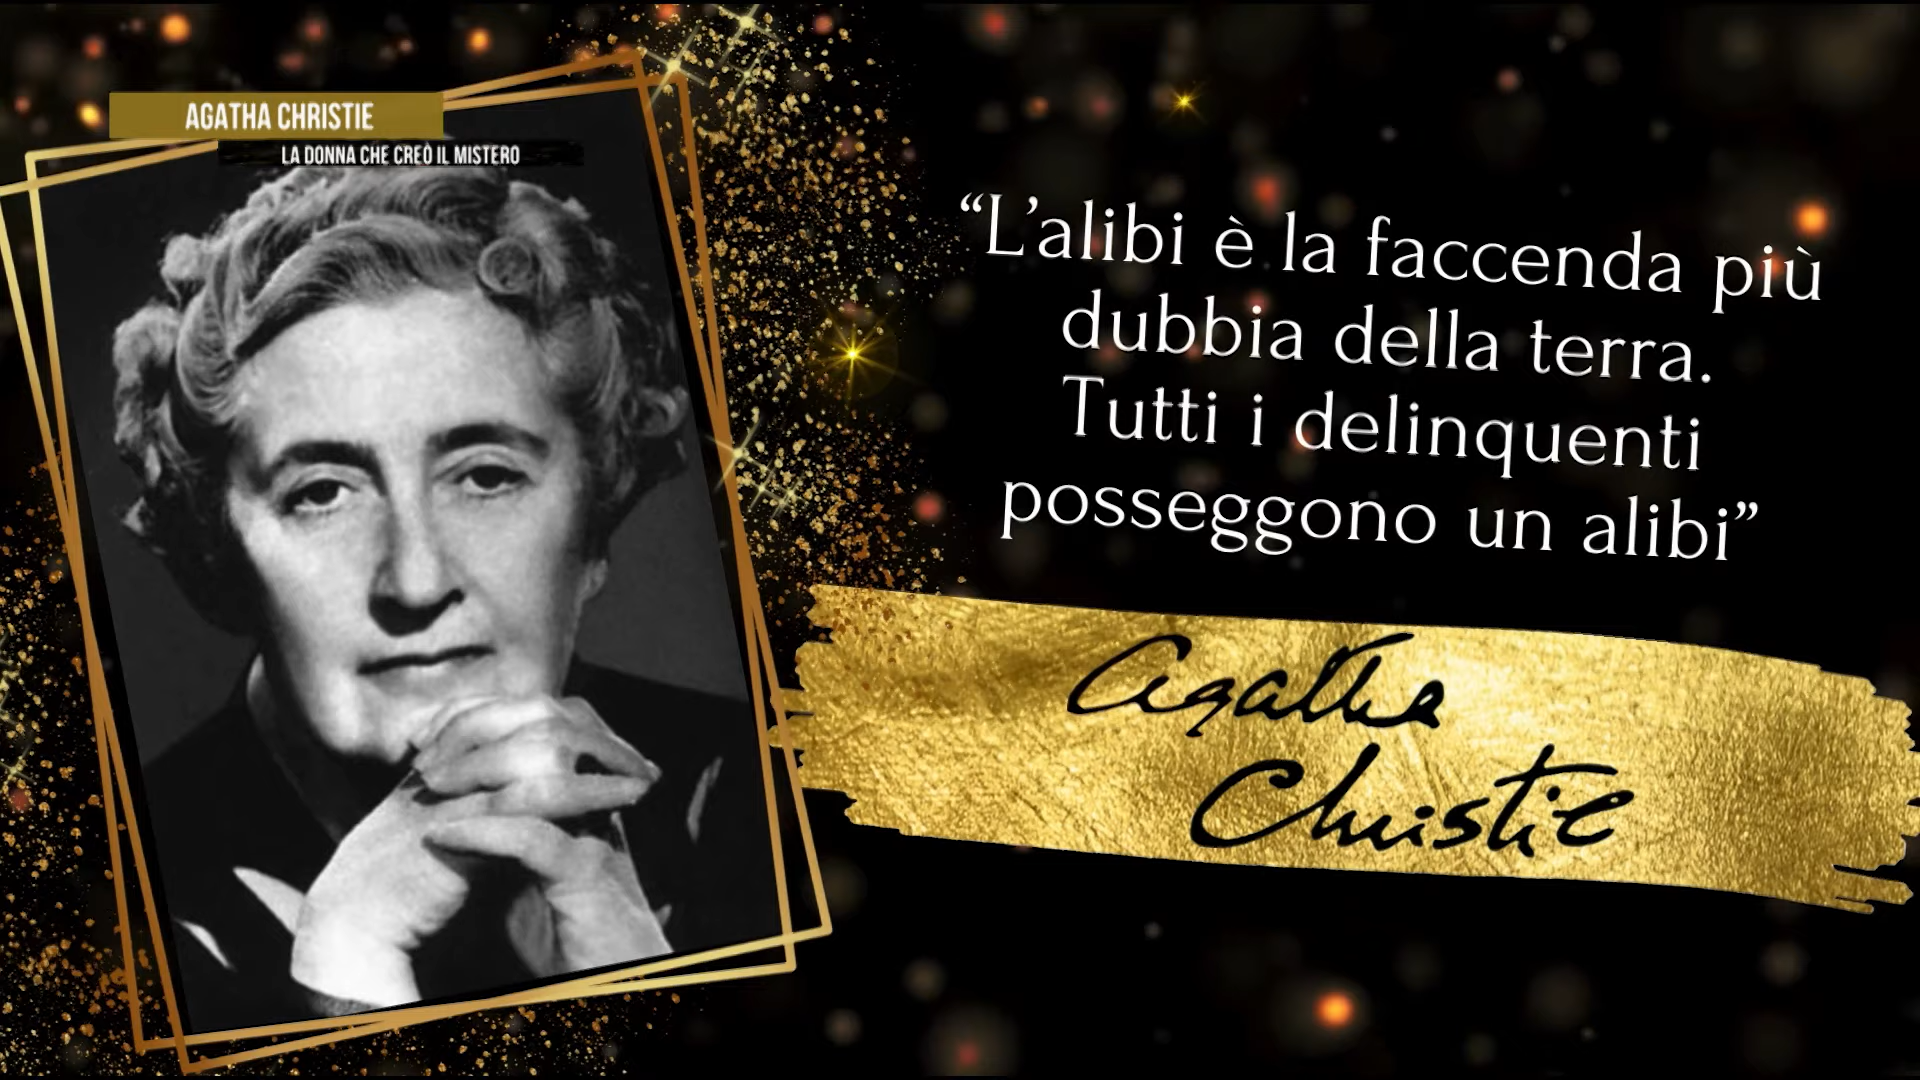 AGATHA CHRISTIE
LA DONNA CHE CREÒ IL MISTERO
“L’alibi è la faccenda più
dubbia della terra.
Tutti i delinquenti
posseggono un alibi”
Agatha
Christie